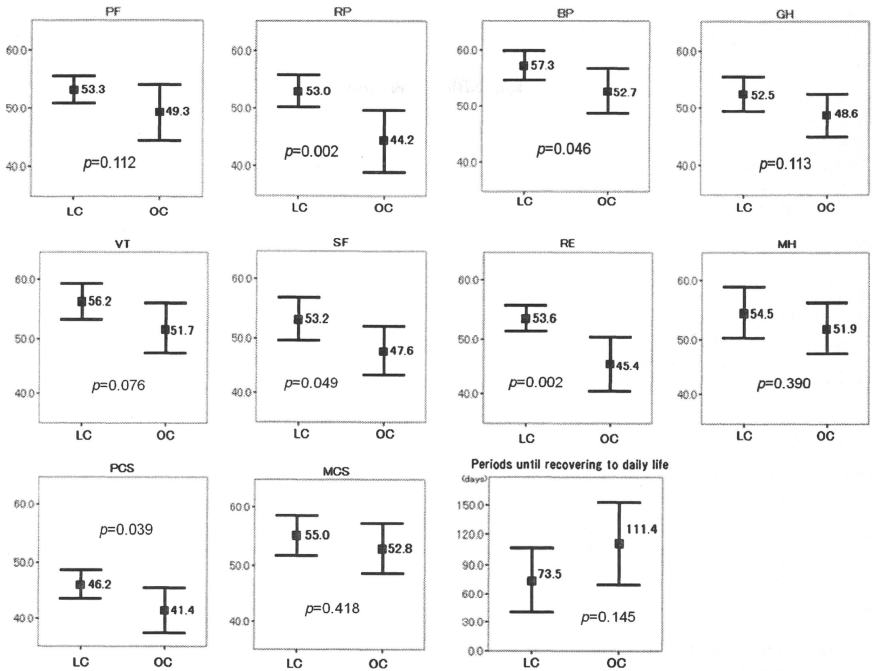 PF
60.0
50.0
40.0
53.3
49.3
p=0.112
LC OC
RP
60.0
50.0
40.0
53.0
44.2
p=0.002
LC OC
BP
60.0
50.0
40.0
57.3
52.7
p=0.046
LC OC
GH
60.0
50.0
40.0
52.5
48.6
p=0.113
LC OC
VT
60.0
50.0
40.0
56.2
51.7
p=0.076
LC OC
SF
60.0
50.0
40.0
53.2
47.6
p=0.049
LC OC
RE
60.0
50.0
40.0
53.6
45.4
p=0.002
LC OC
MH
60.0
50.0
40.0
54.5
51.9
p=0.390
LC OC
PCS
60.0
50.0
40.0
p=0.039
46.2
41.4
LC OC
MCS
60.0
50.0
40.0
55.0
52.8
p=0.418
LC OC
Periods until recovering to daily life
(days)
150.0
120.0
90.0
60.0
30.0
0.0
111.4
73.5
p=0.145
LC OC